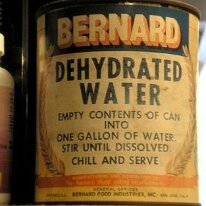 BERNARD
DEHYDRATED
WATER
EMPTY CONTENTS OF CAN
INTO
ONE GALLON OF WATER.
STIR UNTIL DISSOLVED.
CHILL AND SERVE
GENERAL OFFICES
BERNARD FOOD INDUSTRIES, INC.